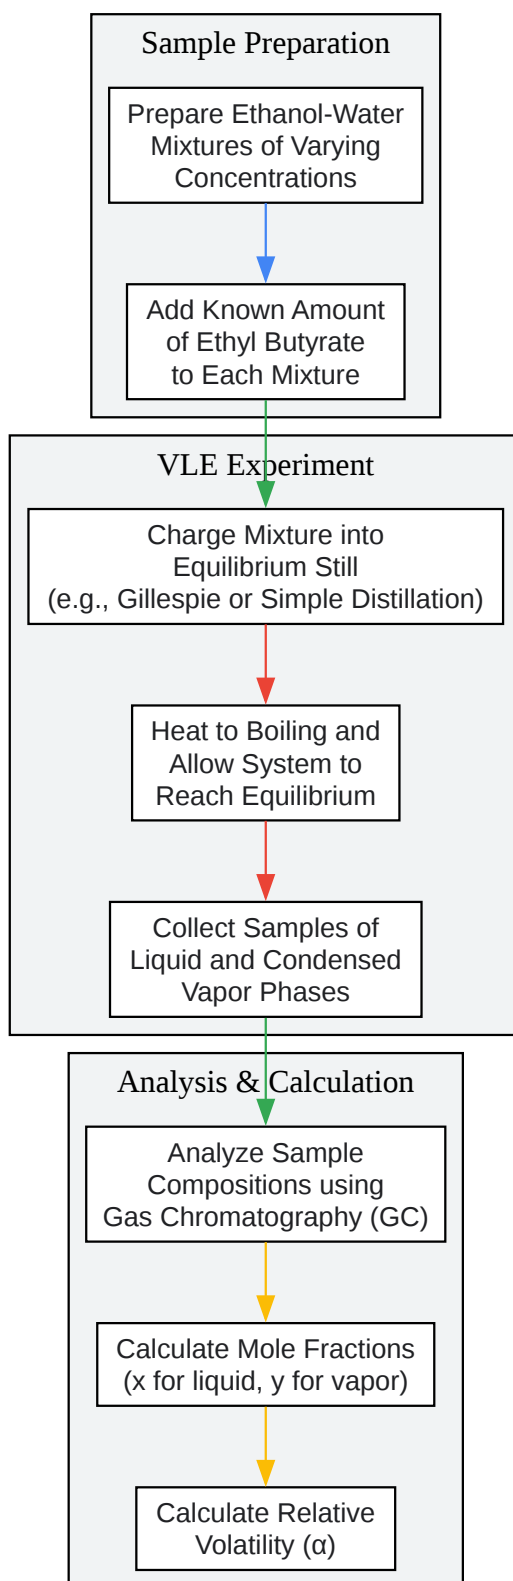 Sample Preparation
Prepare Ethanol-Water
Mixtures of Varying
Concentrations
Add Known Amount
of Ethyl Butyrate
to Each Mixture
VLE Experiment
Charge Mixture into
Equilibrium Still
(e.g., Gillespie or Simple Distillation)
Heat to Boiling and
Allow System to
Reach Equilibrium
Collect Samples of
Liquid and Condensed
Vapor Phases
Analysis & Calculation
Analyze Sample
Compositions using
Gas Chromatography (GC)
Calculate Mole Fractions
(x for liquid, y for vapor)
Calculate Relative
Volatility (α)